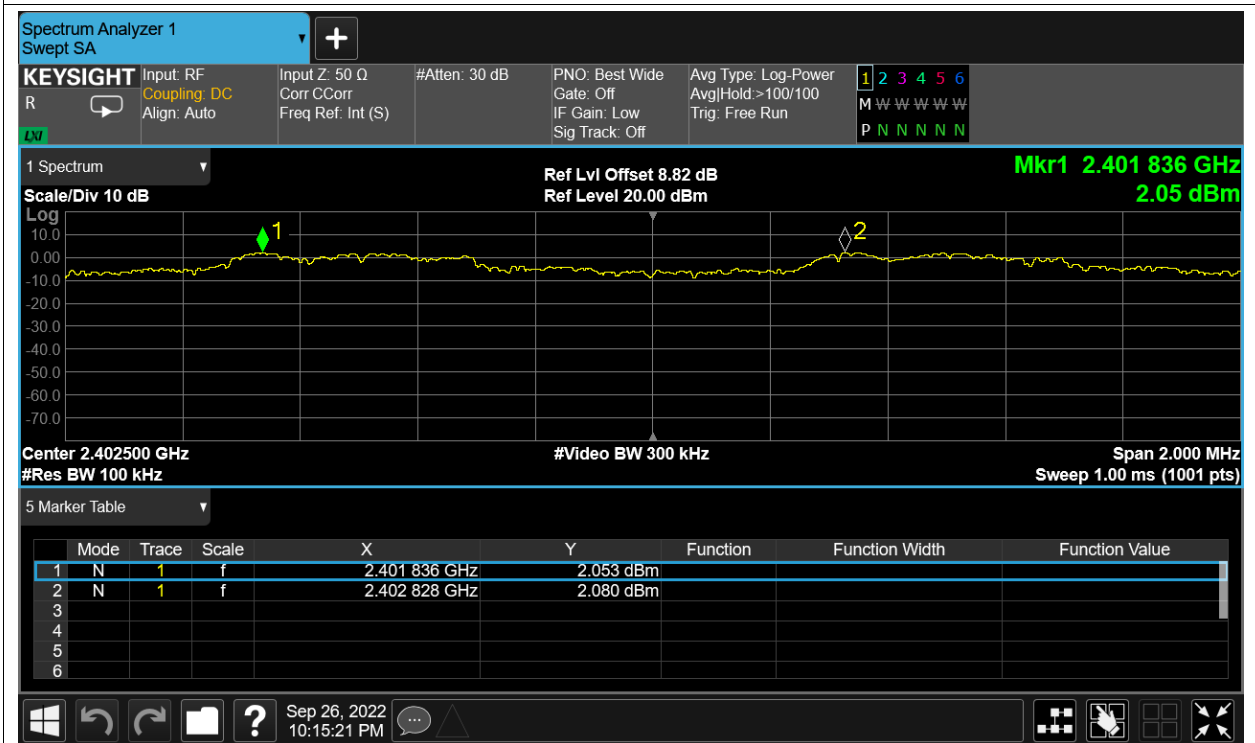 Spectrum Analyzer 1
Swept SA
KEYSIGHT Input: RF Input Z: 50 Ω #Atten: 30 dB PNO: Best Wide Avg Type: Log-Power 1 2 3 4 5 6
R Coupling: DC Corr CCorr Gate: Off Avg|Hold:>100/100 M W W W W W
Align: Auto Freq Ref: Int (S) IF Gain: Low Trig: Free Run
LXI Sig Track: Off P N N N N N
1 Spectrum Ref Lvl Offset 8.82 dB Mkr1 2.401 836 GHz
Scale/Div 10 dB Ref Level 20.00 dBm 2.05 dBm
Log
10.0 1 2
0.00
-10.0
-20.0
-30.0
-40.0
-50.0
-60.0
-70.0
Center 2.402500 GHz #Video BW 300 kHz Span 2.000 MHz
#Res BW 100 kHz Sweep 1.00 ms (1001 pts)
5 Marker Table
Mode Trace Scale X Y Function Function Width Function Value
1 N 1 f 2.401 836 GHz 2.053 dBm
2 N 1 f 2.402 828 GHz 2.080 dBm
3
4
5
6
? Sep 26, 2022
10:15:21 PM